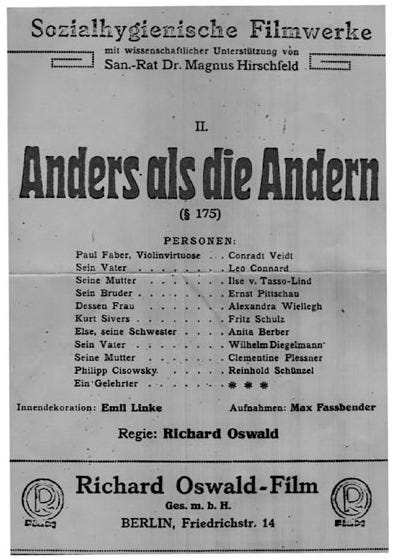 Sozialhygienische Filmwerke
mit wissenschaftlicher Unterstützung von
San.-Rat Dr. Magnus Hirschfeld
II.
Anders als die Andern
(§ 175)
PERSONEN:
Paul Faber, Violinvirtuose . . Conradt Veidt
Sein Vater . . . . . . . . Leo Connard
Seine Mutter . . . . . . . Ilse v. Tasso-Lind
Sein Bruder . . . . . . . . Ernst Pittschau
Dessen Frau . . . . . . . Alexandra Wiellegh
Kurt Sivers . . . . . . . . Fritz Schulz
Else, seine Schwester . . . . Anita Berber
Sein Vater . . . . . . . . Wilhelm Diegelmann
Seine Mutter . . . . . . . Clementine Plessner
Philipp Cisowsky . . . . . . Reinhold Schünzel
Ein Gelehrter . . . . . . . ✳ ✳ ✳
Innendekoration: Emil Linke Aufnahmen: Max Fassbender
Regie: Richard Oswald
Richard Oswald-Film
Ges. m. b. H.
BERLIN, Friedrichstr. 14